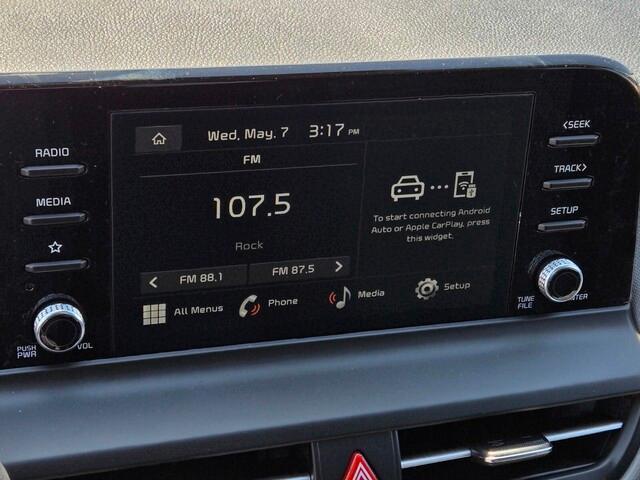 RADIO
MEDIA
PUSH
PWR
VOL
Wed, May. 7 3:17 PM
FM
107.5
Rock
FM 88.1 FM 87.5
To start connecting Android
Auto or Apple CarPlay, press
this widget.
All Menus Phone Media Setup
<SEEK
TRACK>
SETUP
TUNE
FILE